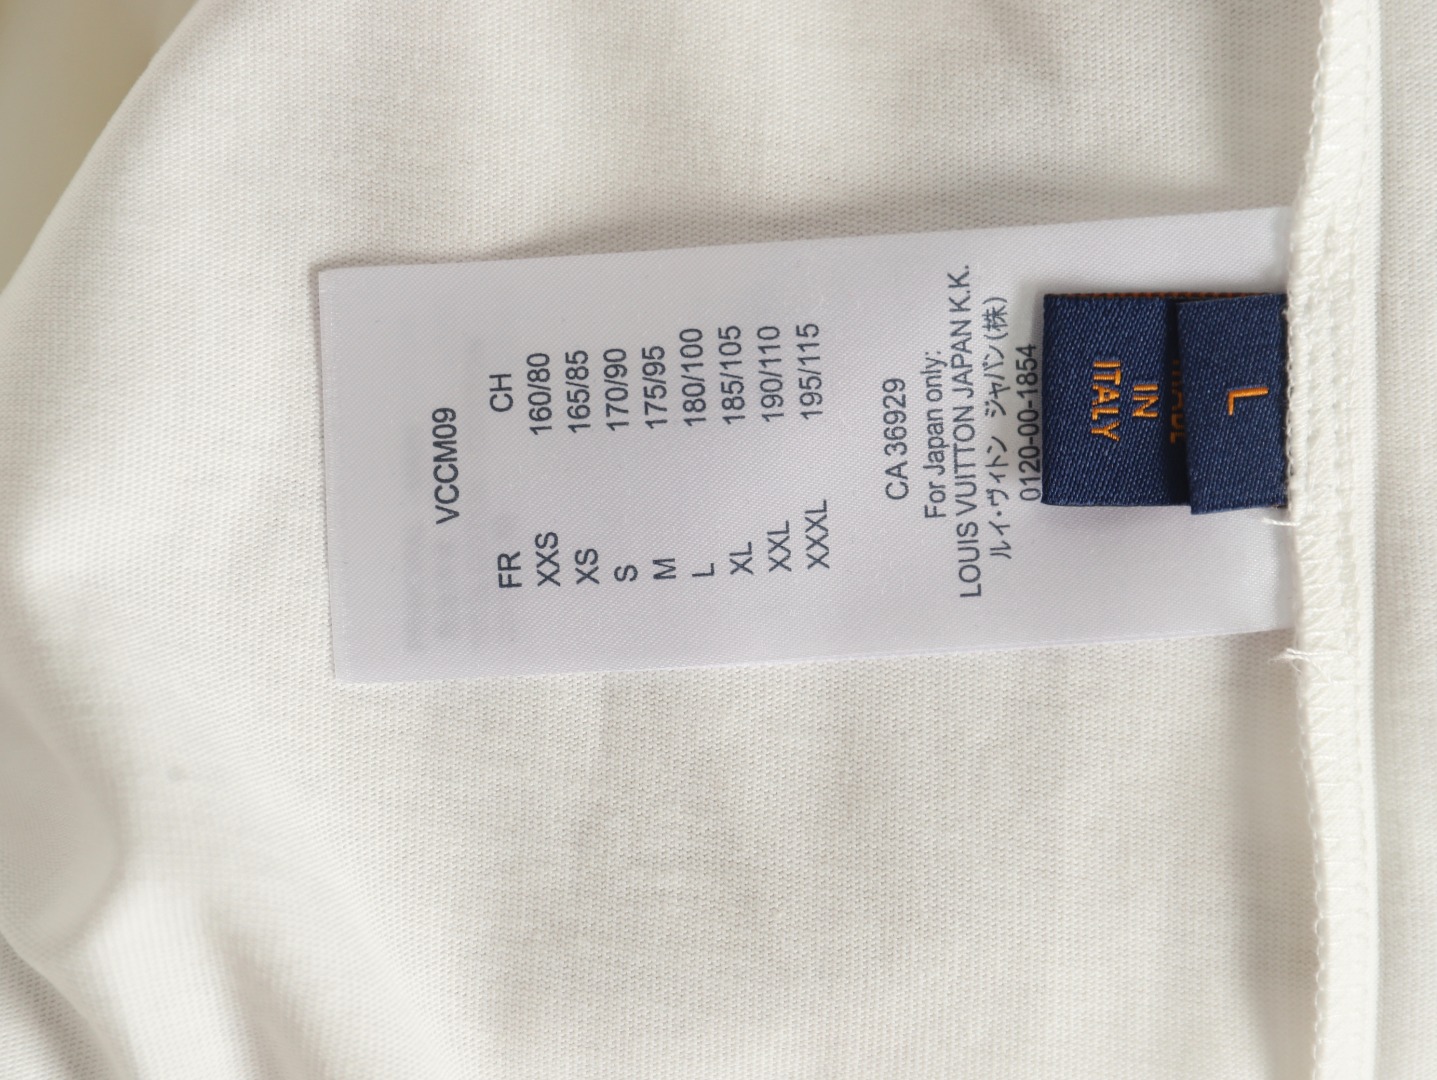 VCCM09
FR CH
XXS 160/80
XS 165/85
S 170/90
M 175/95
L 180/100
XL 185/105
XXL 190/110
XXXL 195/115
CA 36929
For Japan only:
LOUIS VUITTON JAPAN K.K.
ルイ・ヴィトン ジャパン(株)
0120-00-1854
L
IN
ITALY